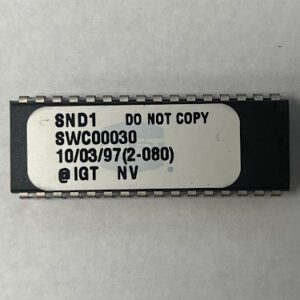 SND1 DO NOT COPY
SWC00030
10/03/97(2-080)
@IGT NV